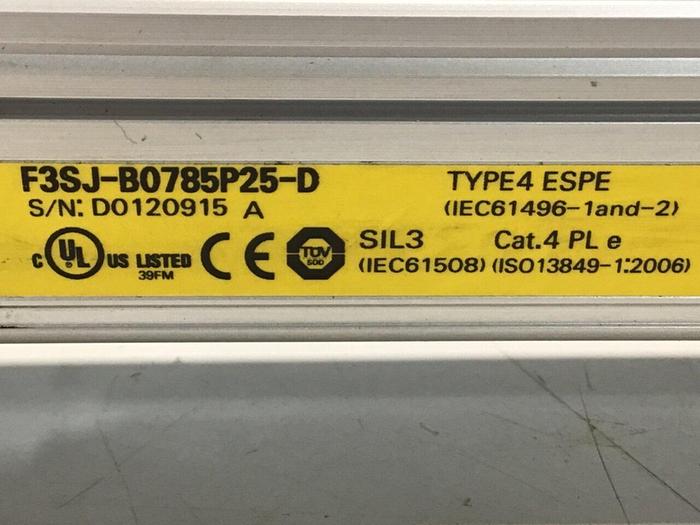 F3SJ-B0785P25-D
S/N: D0120915 A
TYPE4 ESPE
(IEC61496-1and-2)
C UL US LISTED
39FM
CE
TÜV
SÜD
SIL3
(IEC61508)
Cat.4 PL e
(ISO13849-1:2006)